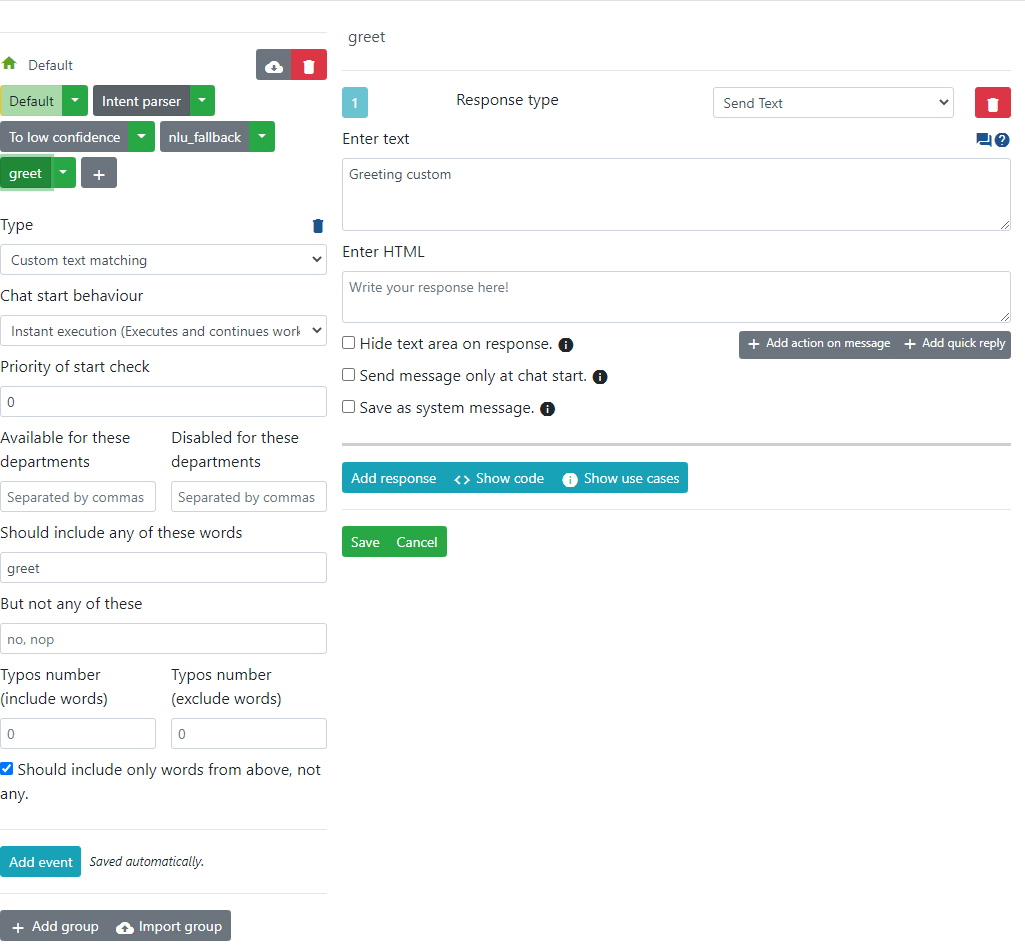 greet
Default
Default
Intent parser
To low confidence
nlu_fallback
greet
+
Type
Custom text matching
Chat start behaviour
Instant execution (Executes and continues work
Priority of start check
0
Available for these departments
Disabled for these departments
Separated by commas
Separated by commas
Should include any of these words
greet
But not any of these
no, nop
Typos number (include words)
Typos number (exclude words)
0
0
Should include only words from above, not any.
Add event
Saved automatically.
+ Add group
Import group
1
Response type
Send Text
Enter text
Greeting custom
Enter HTML
Write your response here!
Hide text area on response.
+ Add action on message
+ Add quick reply
Send message only at chat start.
Save as system message.
Add response
<> Show code
Show use cases
Save
Cancel